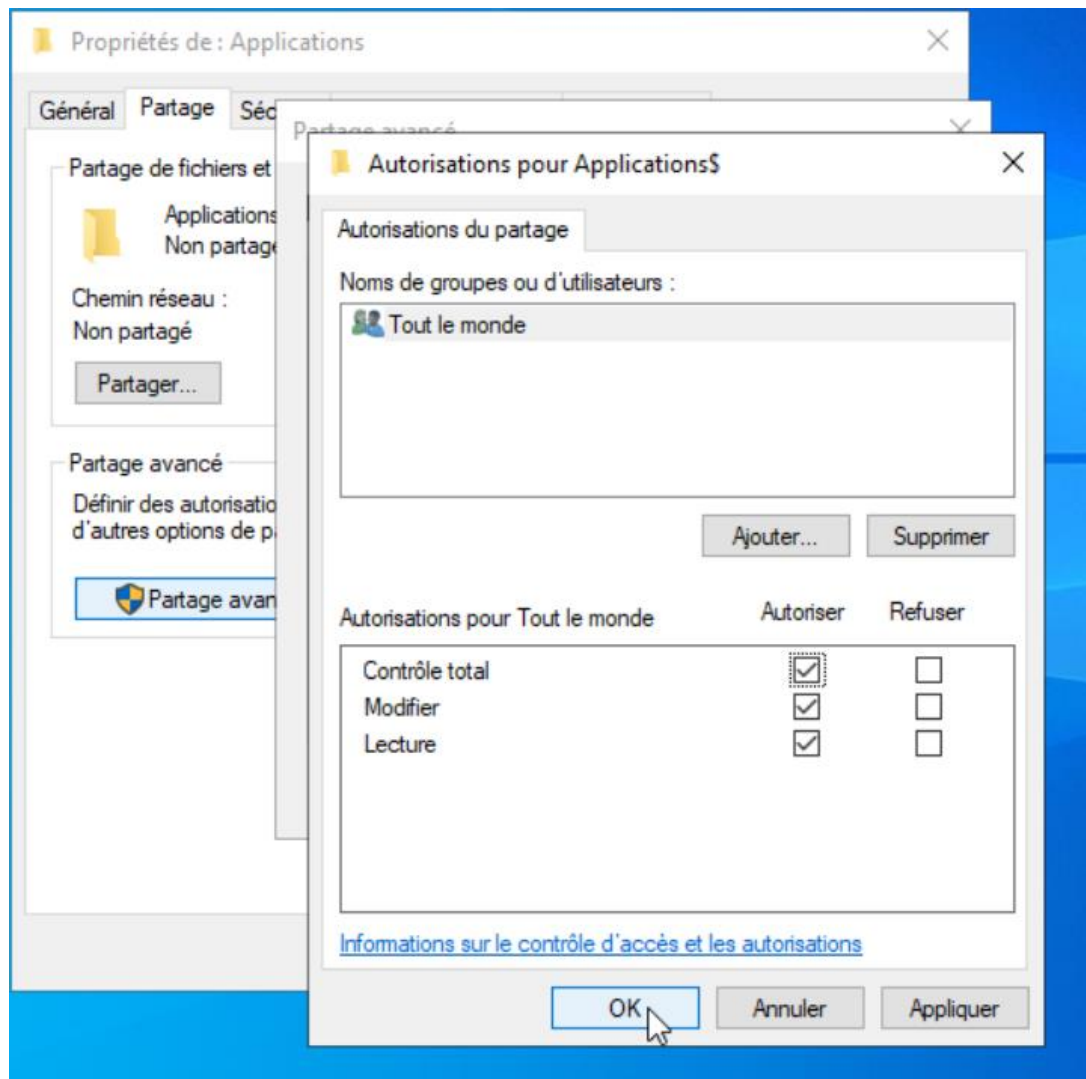 Propriétés de : Applications
Général Partage Séc
Partage de fichiers et
Applications
Non partagé
Chemin réseau :
Non partagé
Partager...
Partage avancé
Définir des autorisatio
d'autres options de p
Partage avan
Partage avancé
Autorisations pour Applications$
Autorisations du partage
Noms de groupes ou d'utilisateurs :
Tout le monde
Ajouter... Supprimer
Autorisations pour Tout le monde Autoriser Refuser
Contrôle total
Modifier
Lecture
Informations sur le contrôle d'accès et les autorisations
OK Annuler Appliquer